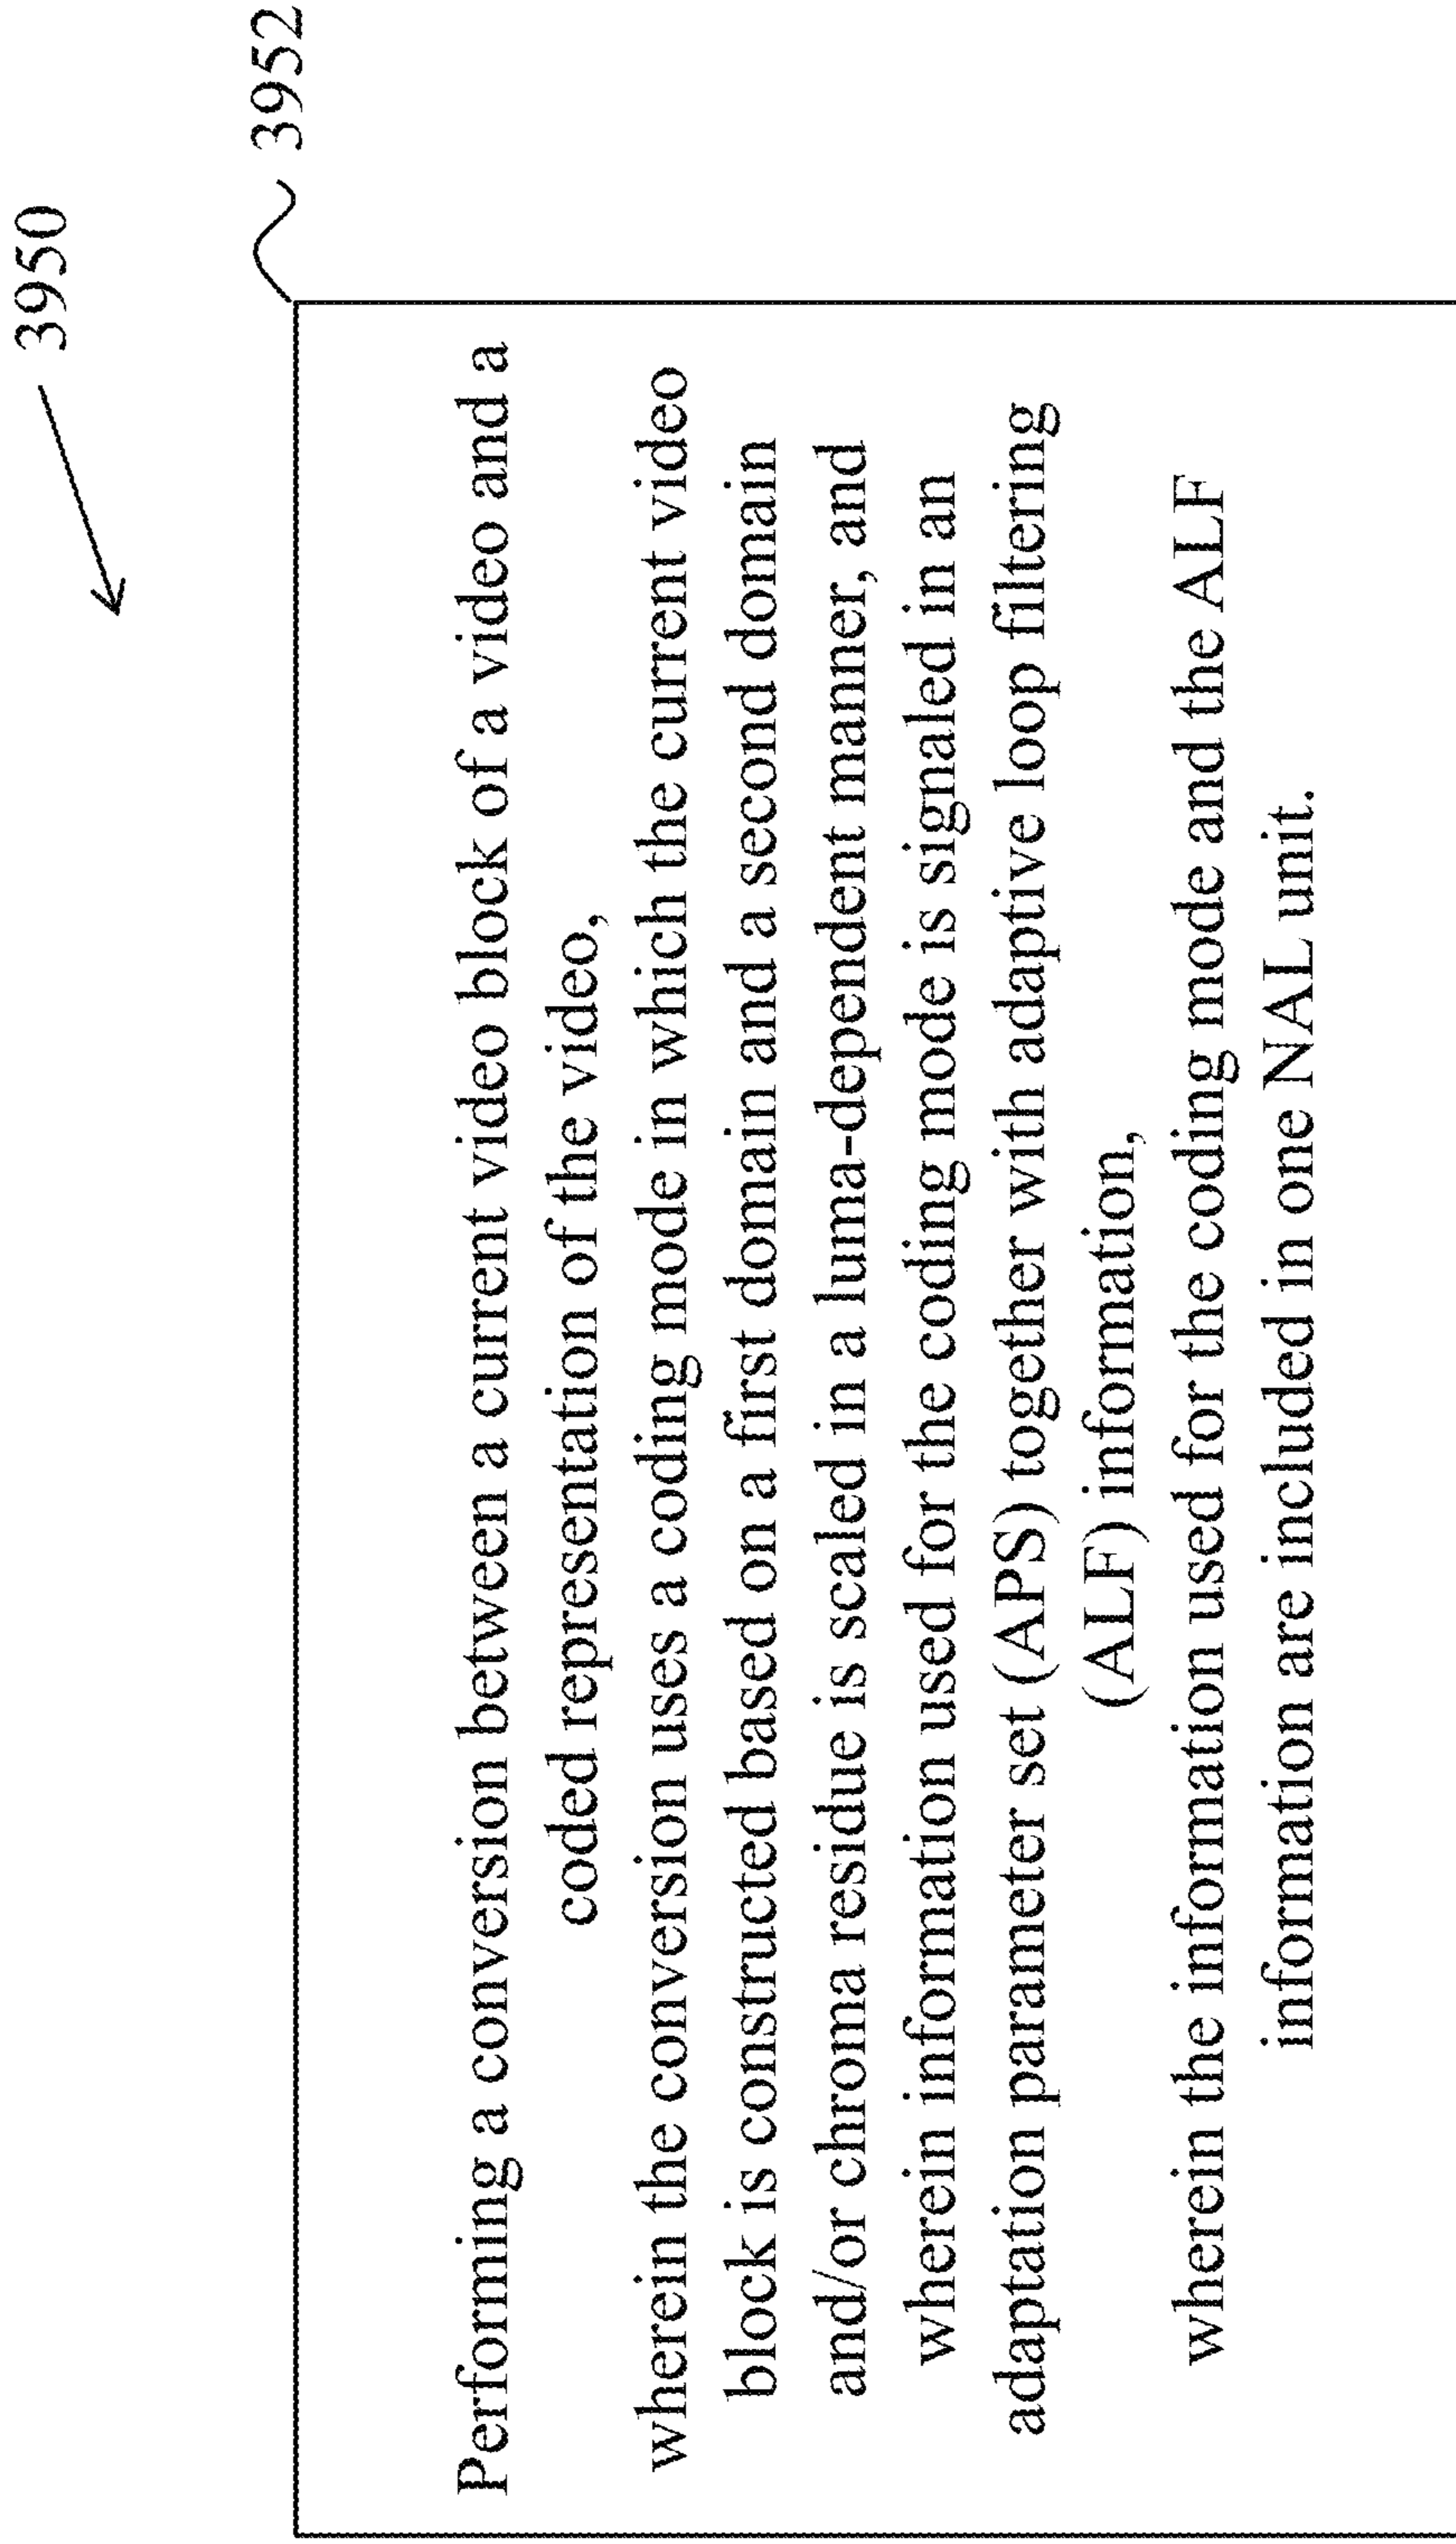 3950
3952
Performing a conversion between a current video block of a video and a
coded representation of the video,
wherein the conversion uses a coding mode in which the current video
block is constructed based on a first domain and a second domain
and/or chroma residue is scaled in a luma-dependent manner, and
wherein information used for the coding mode is signaled in an
adaptation parameter set (APS) together with adaptive loop filtering
(ALF) information,
wherein the information used for the coding mode and the ALF
information are included in one NAL unit.